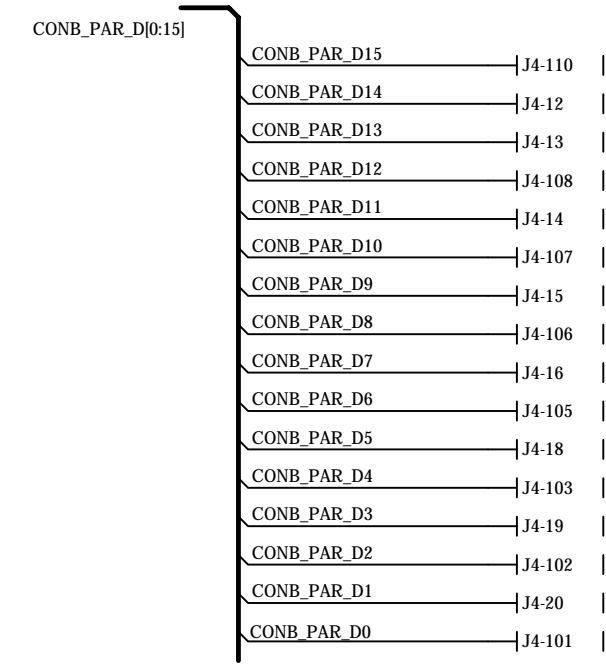 CONB_PAR_D[0:15]
CONB_PAR_D15 J4-110
CONB_PAR_D14 J4-12
CONB_PAR_D13 J4-13
CONB_PAR_D12 J4-108
CONB_PAR_D11 J4-14
CONB_PAR_D10 J4-107
CONB_PAR_D9 J4-15
CONB_PAR_D8 J4-106
CONB_PAR_D7 J4-16
CONB_PAR_D6 J4-105
CONB_PAR_D5 J4-18
CONB_PAR_D4 J4-103
CONB_PAR_D3 J4-19
CONB_PAR_D2 J4-102
CONB_PAR_D1 J4-20
CONB_PAR_D0 J4-101